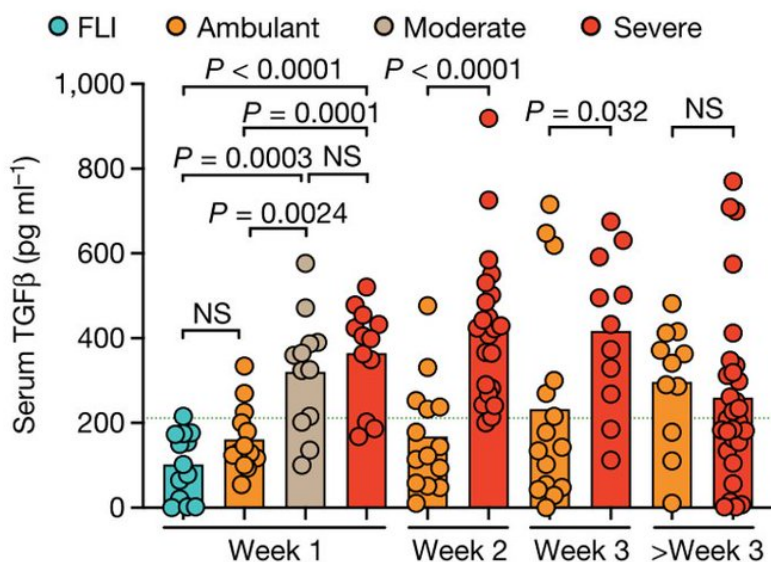 FLI Ambulant Moderate Severe
P < 0.0001 P < 0.0001
1,000
P = 0.0001 P = 0.032 NS
800
P = 0.0003 NS
P = 0.0024
600
NS
400
200
0
Serum TGFβ (pg ml⁻¹)
Week 1 Week 2 Week 3 >Week 3